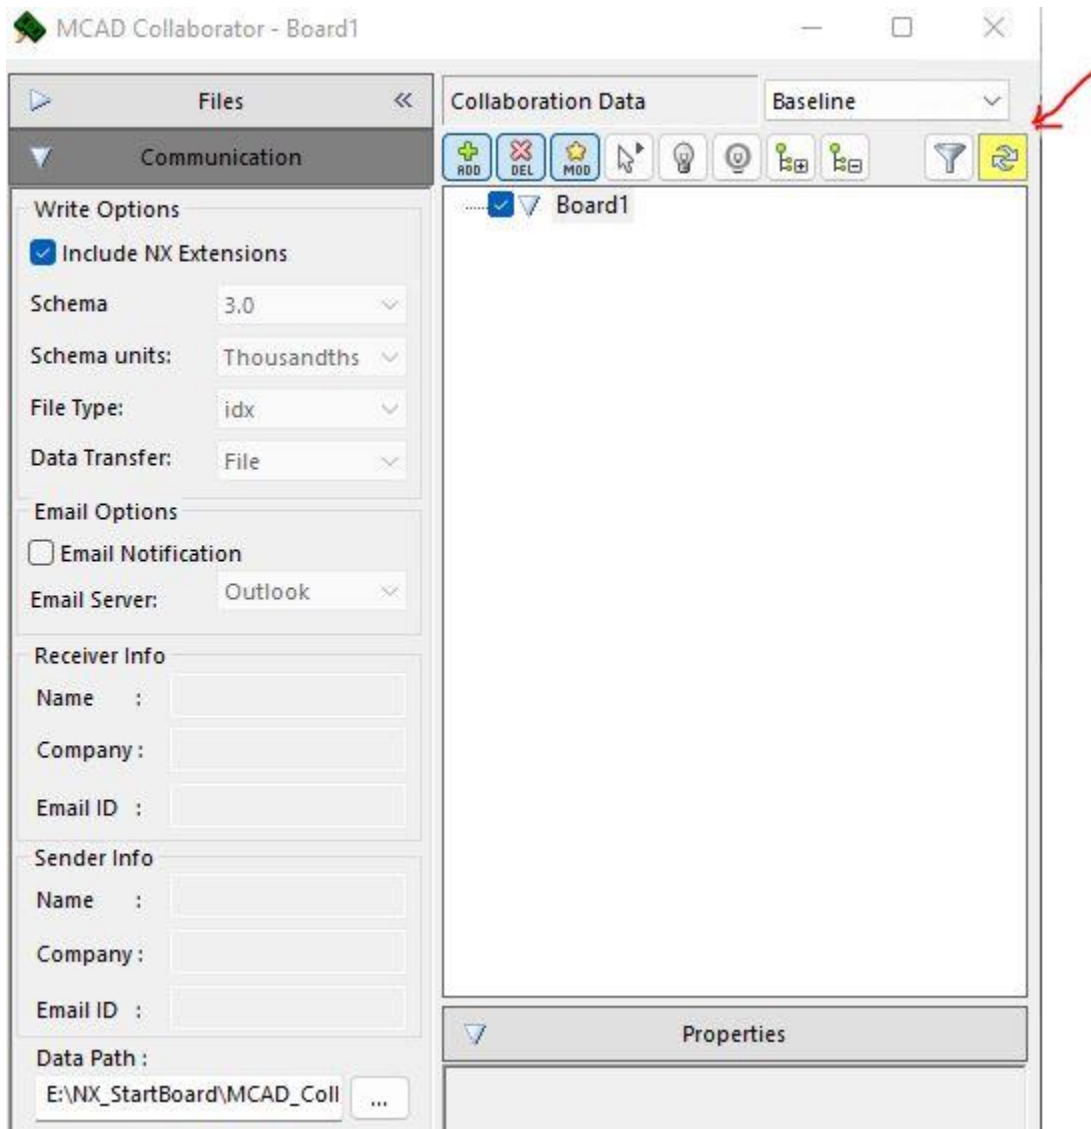 MCAD Collaborator - Board1
Files
Collaboration Data
Baseline
Communication
ADD DEL MOD
Write Options
Board1
Include NX Extensions
Schema 3.0
Schema units: Thousandths
File Type: idx
Data Transfer: File
Email Options
Email Notification
Email Server: Outlook
Receiver Info
Name :
Company :
Email ID :
Sender Info
Name :
Company :
Email ID :
Properties
Data Path :
E:\NX_StartBoard\MCAD_Coll ...